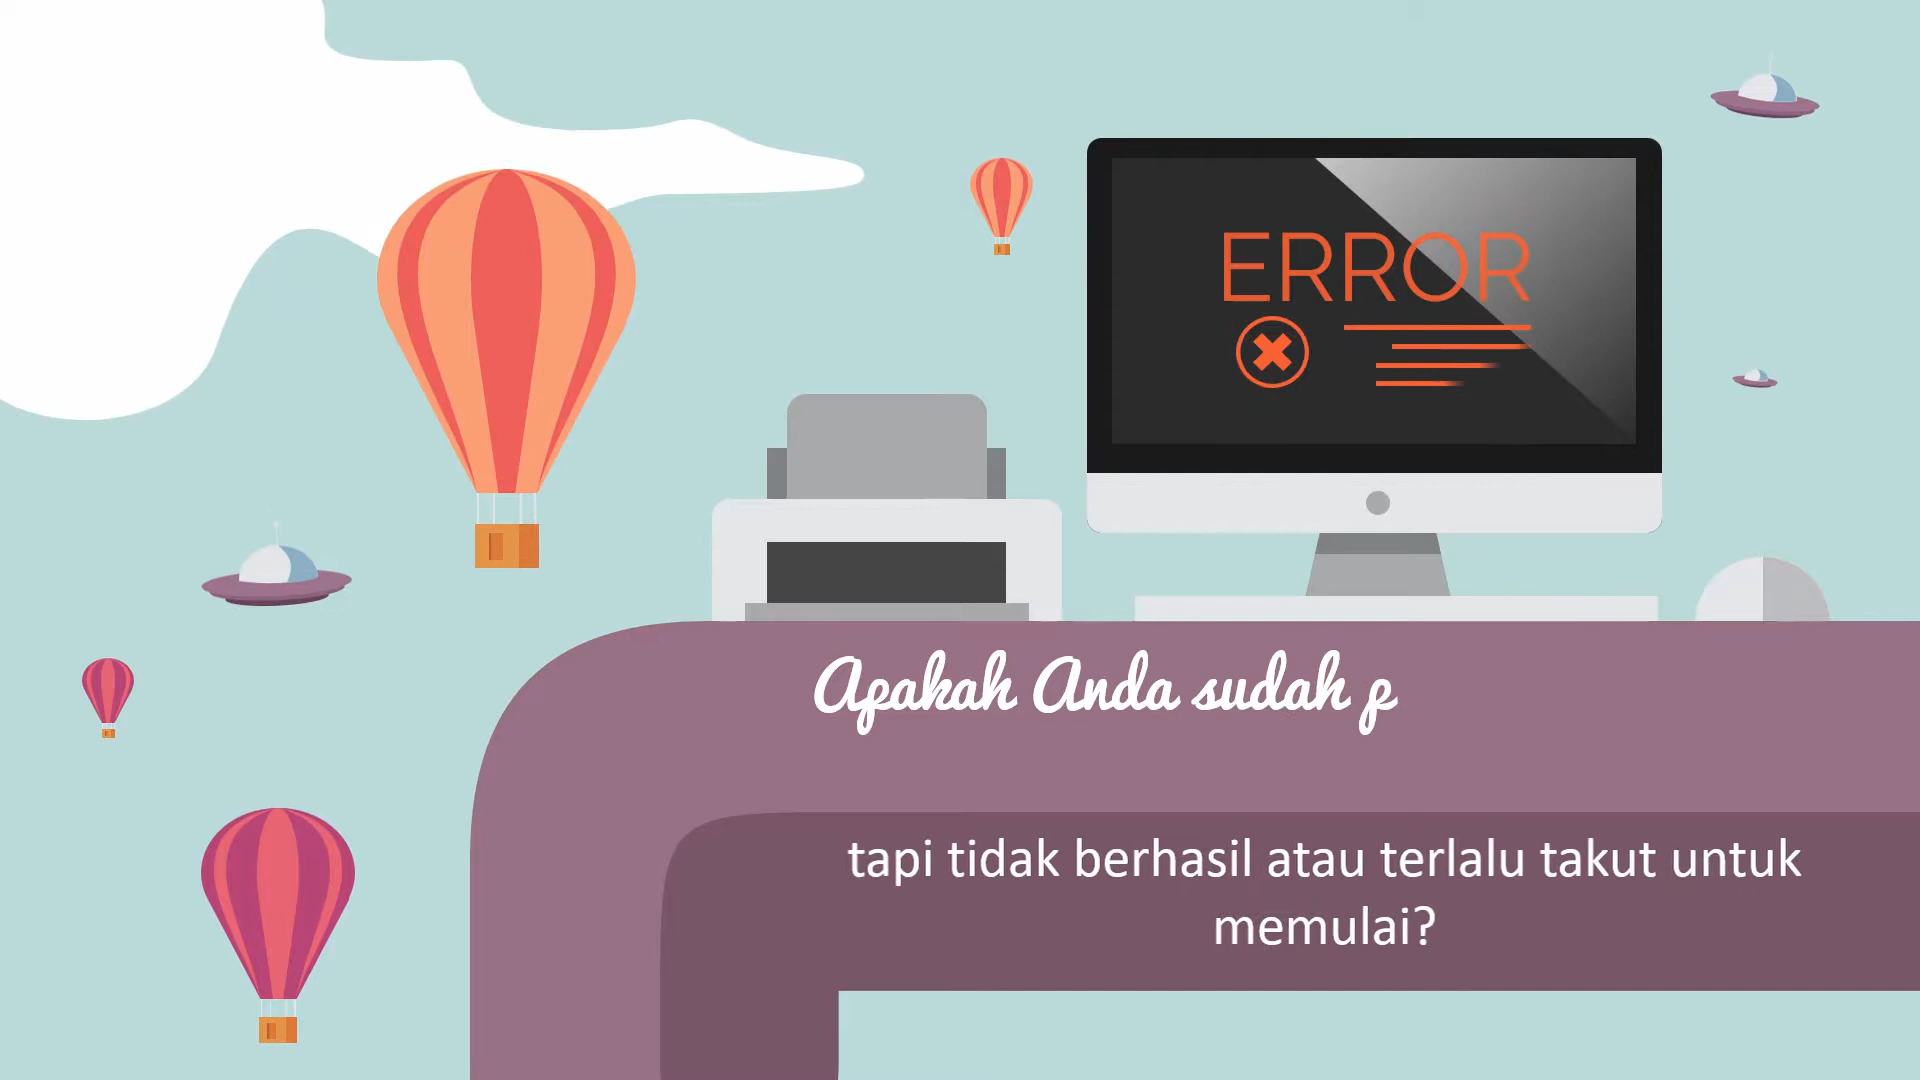 ERROR
Apakah Anda sudah p
tapi tidak berhasil atau terlalu takut untuk
memulai?